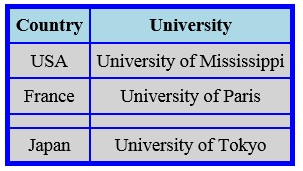 Country University
USA University of Mississippi
France University of Paris
Japan University of Tokyo